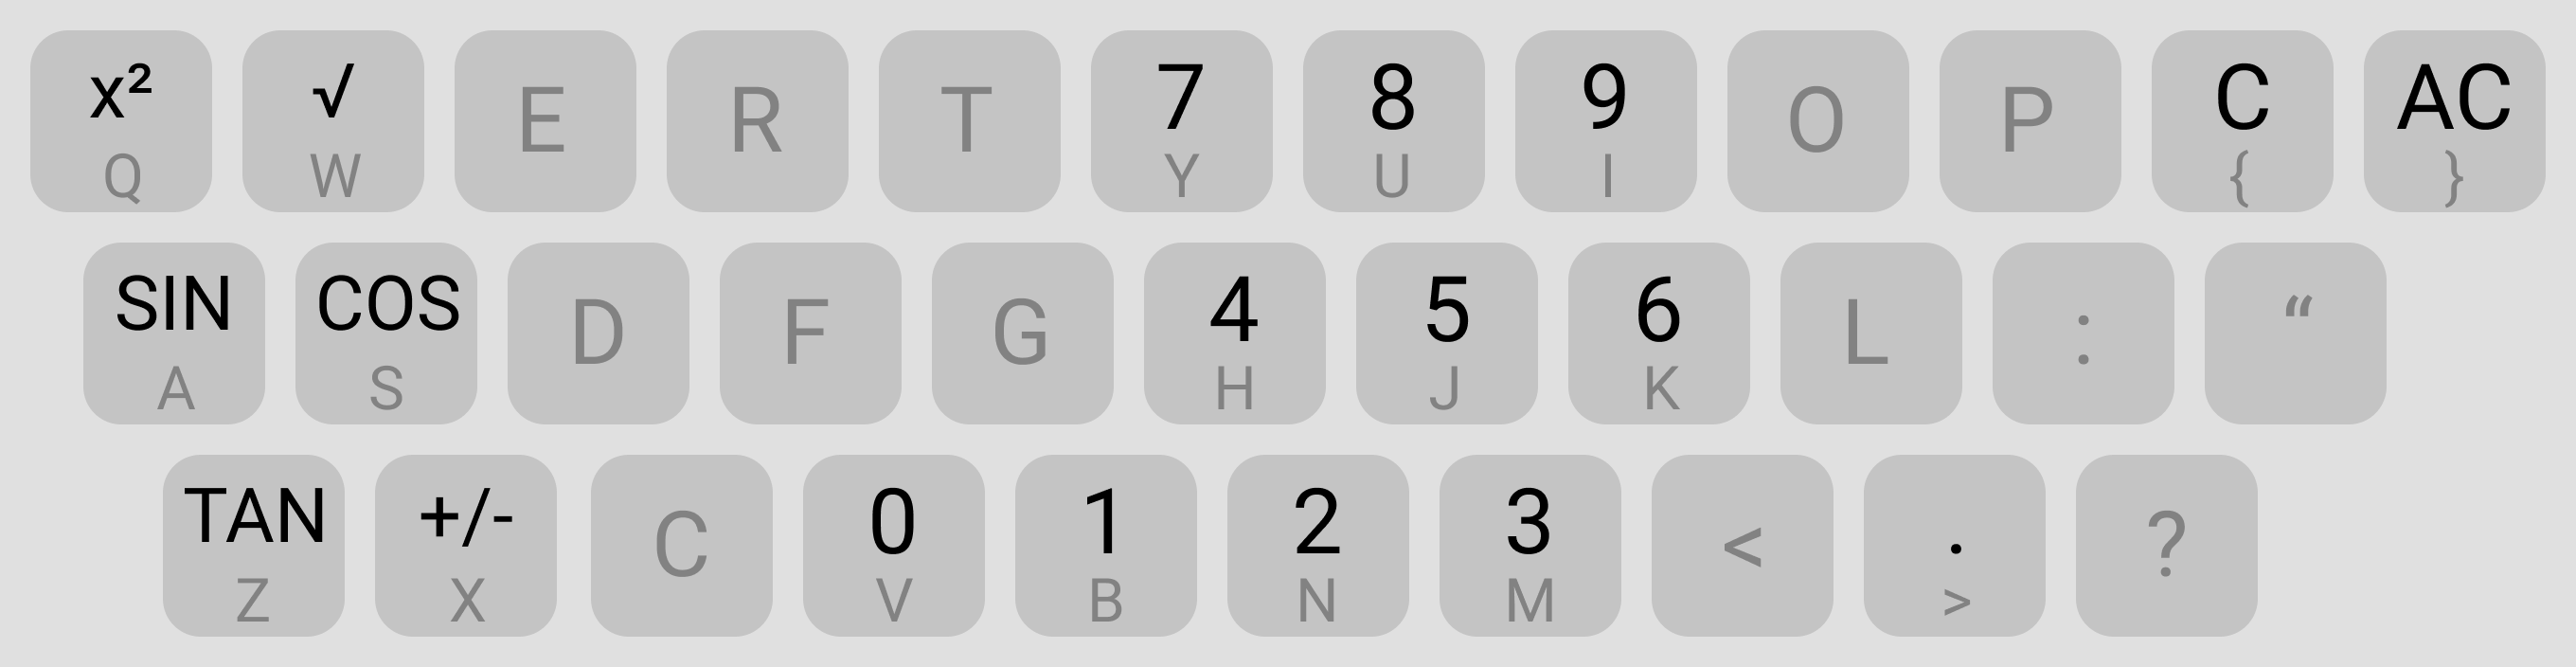 x² √ E R T 7 8 9 O P C AC
Q W Y U I { }
SIN COS D F G 4 5 6 L : “
A S H J K
TAN +/- C 0 1 2 3 < . ?
Z X V B N M >